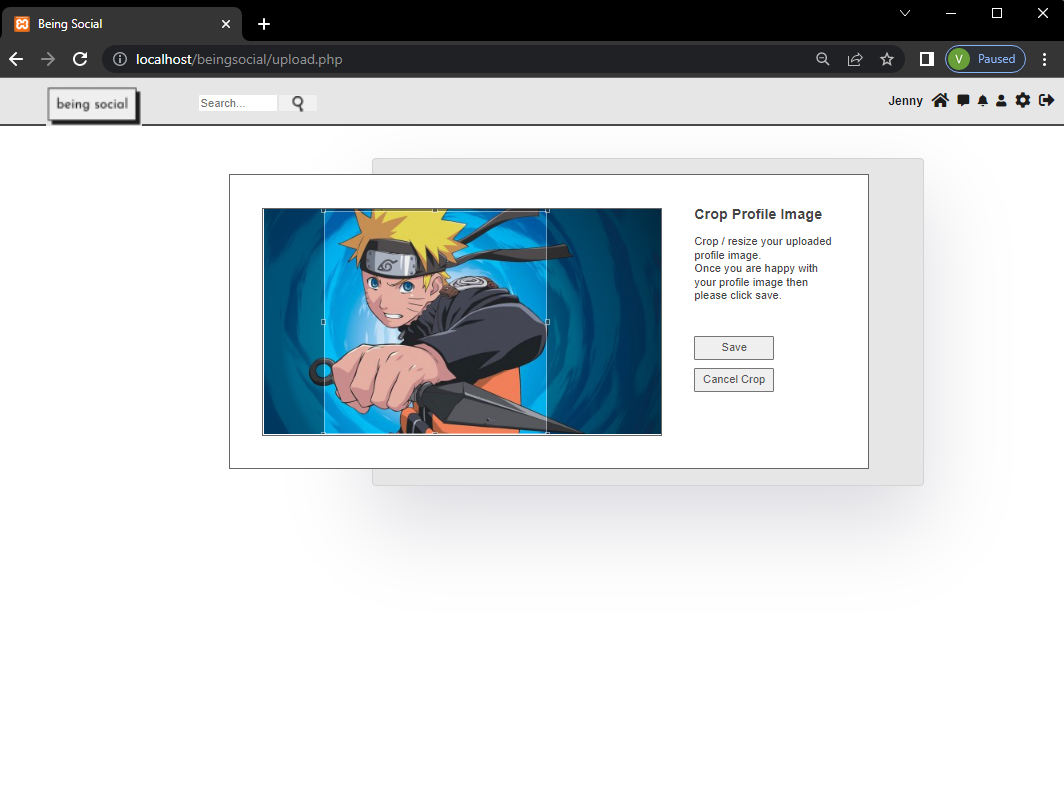 Being Social
localhost/beingsocial/upload.php
V Paused
being social
Search...
Jenny
Crop Profile Image
Crop / resize your uploaded
profile image.
Once you are happy with
your profile image then
please click save.
Save
Cancel Crop